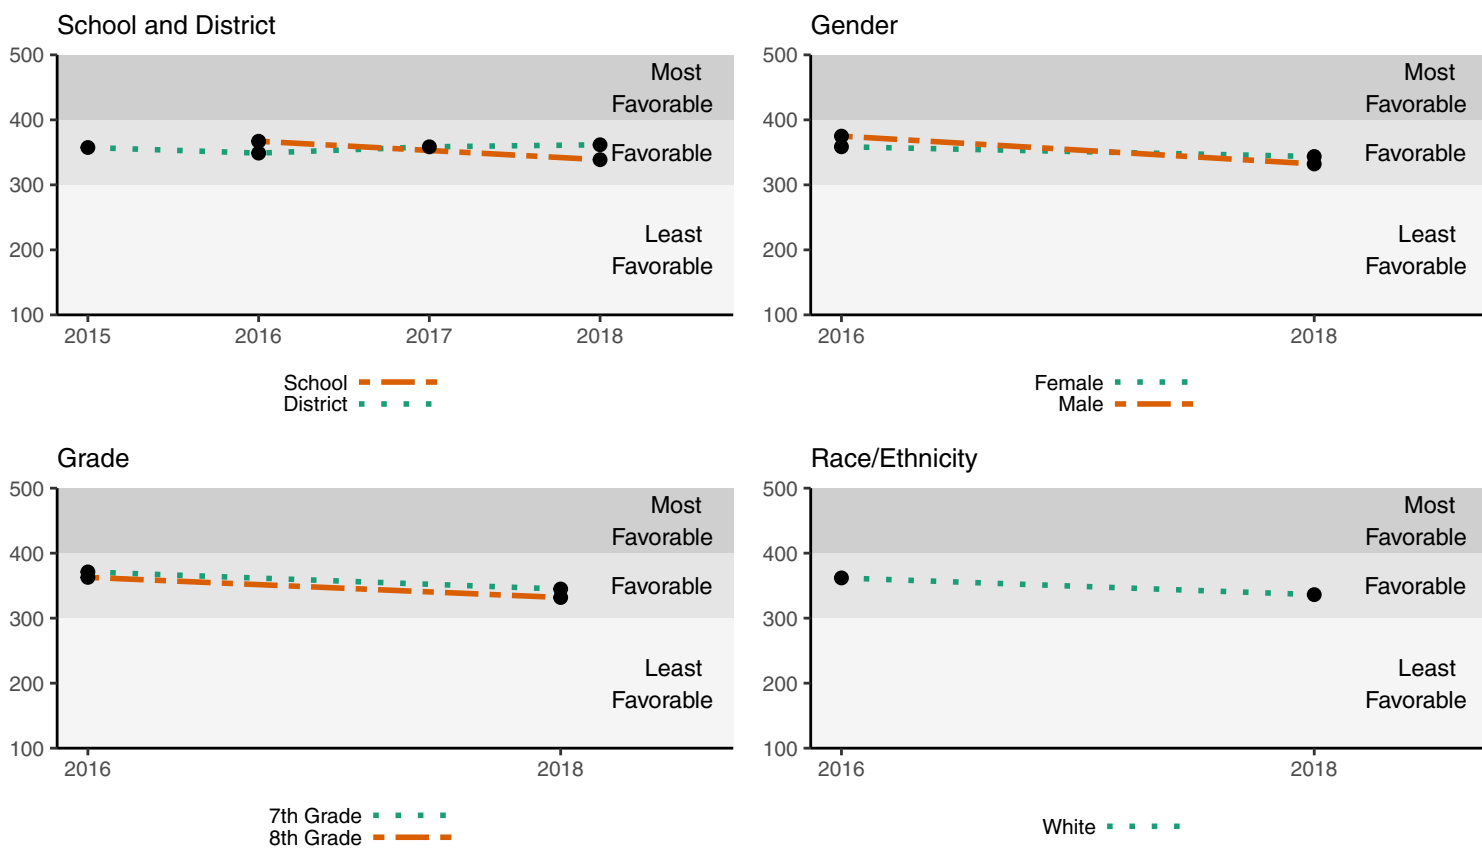 School and District
500
400
300
200
100
Most
Favorable
Favorable
Least
Favorable
2015 2016 2017 2018
School
District
Gender
500
400
300
200
100
Most
Favorable
Favorable
Least
Favorable
2016 2018
Female
Male
Grade
500
400
300
200
100
Most
Favorable
Favorable
Least
Favorable
2016 2018
7th Grade
8th Grade
Race/Ethnicity
500
400
300
200
100
Most
Favorable
Favorable
Least
Favorable
2016 2018
White